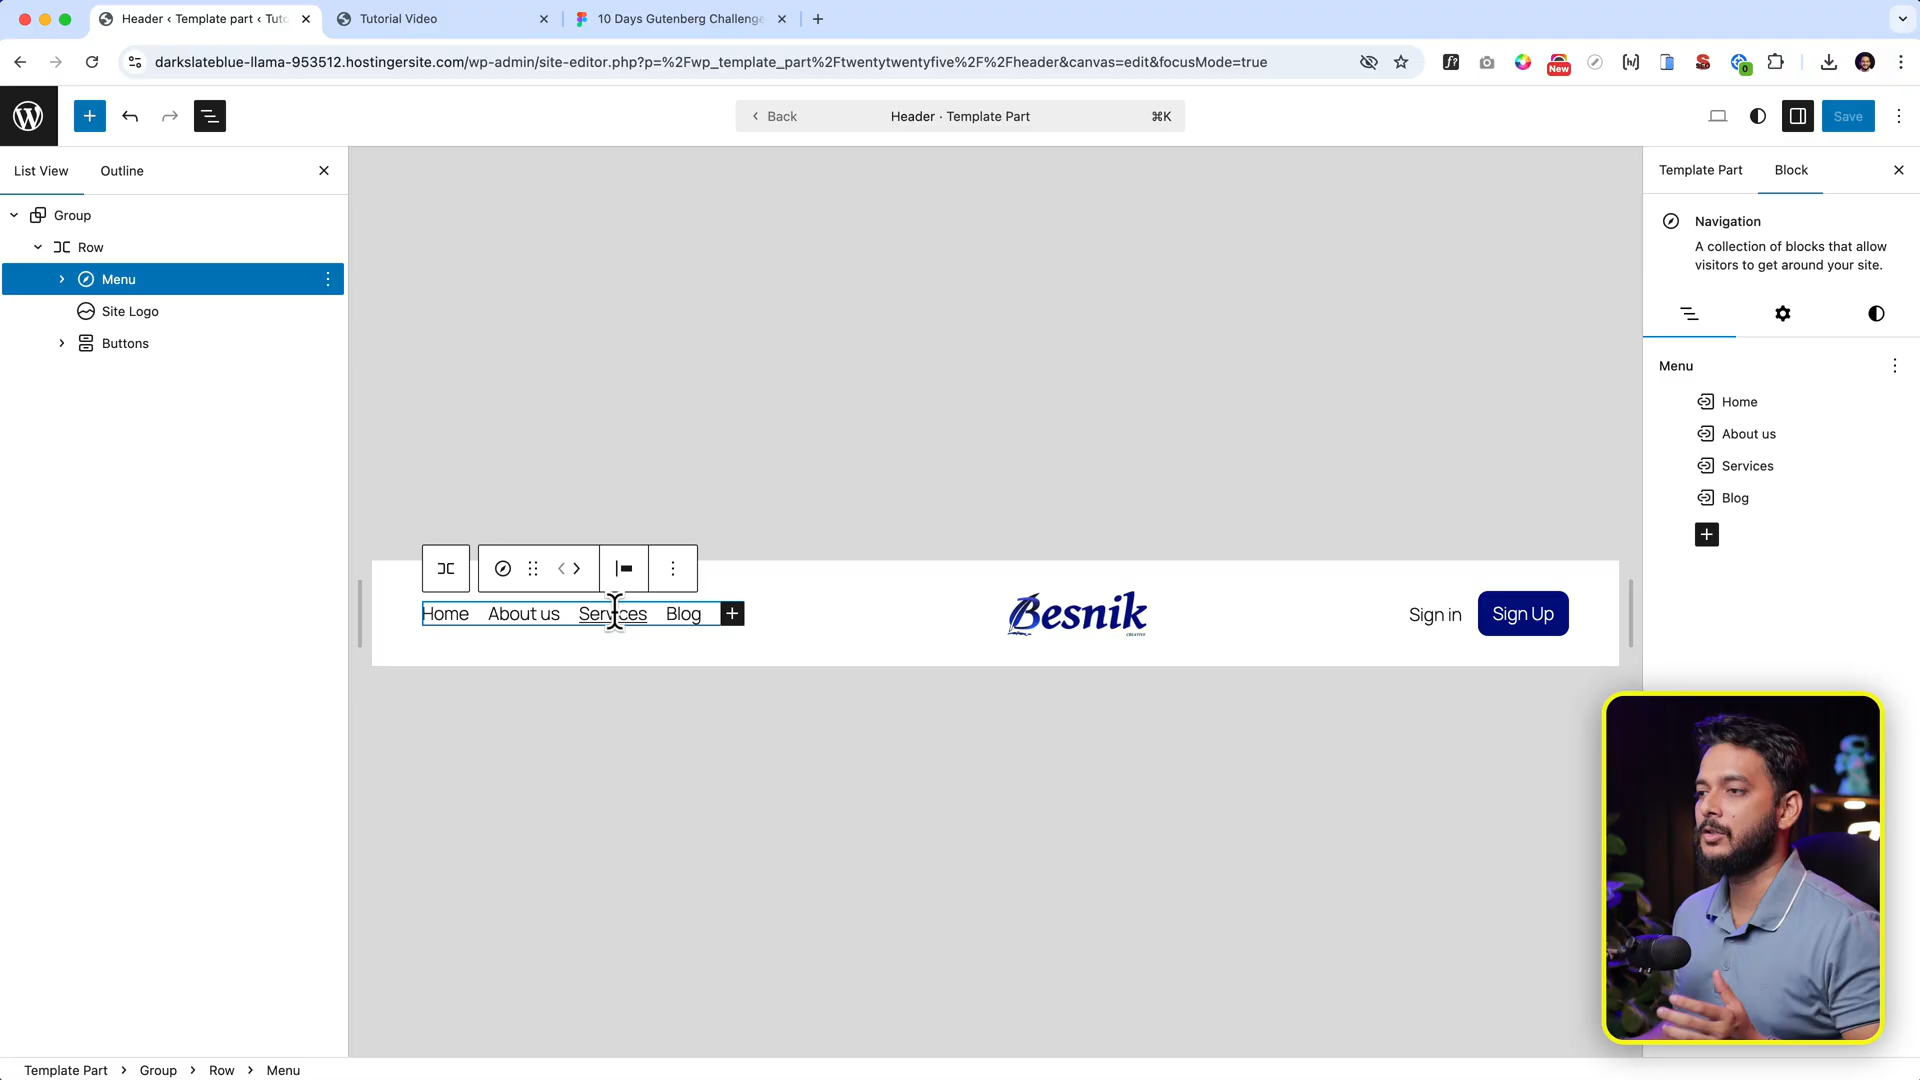 Header ‹ Template part ‹ Tuto
Tutorial Video
10 Days Gutenberg Challenge
darkslateblue-llama-953512.hostingersite.com/wp-admin/site-editor.php?p=%2Fwp_template_part%2Ftwentytwentyfive%2F%2Fheader&canvas=edit&focusMode=true
New
0
Back
Header · Template Part
⌘K
Save
List View
Outline
Group
Row
Menu
Site Logo
Buttons
Template Part
Block
Navigation
A collection of blocks that allow
visitors to get around your site.
Menu
Home
About us
Services
Blog
Home
About us
Services
Blog
Besnik
Sign in
Sign Up
Template Part › Group › Row › Menu